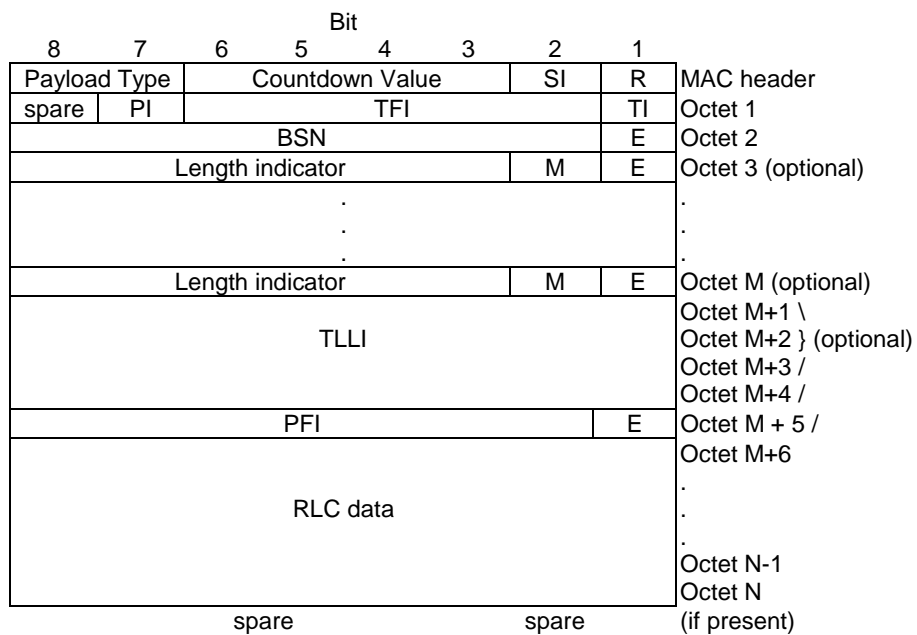 Bit
8 7 6 5 4 3 2 1
Payload Type Countdown Value SI R MAC header
spare PI TFI TI Octet 1
BSN E Octet 2
Length indicator M E Octet 3 (optional)
. .
. .
. .
Length indicator M E Octet M (optional)
Octet M+1 \
TLLI Octet M+2 } (optional)
Octet M+3 /
Octet M+4 /
PFI E Octet M + 5 /
Octet M+6
.
RLC data .
.
Octet N-1
Octet N
spare spare (if present)